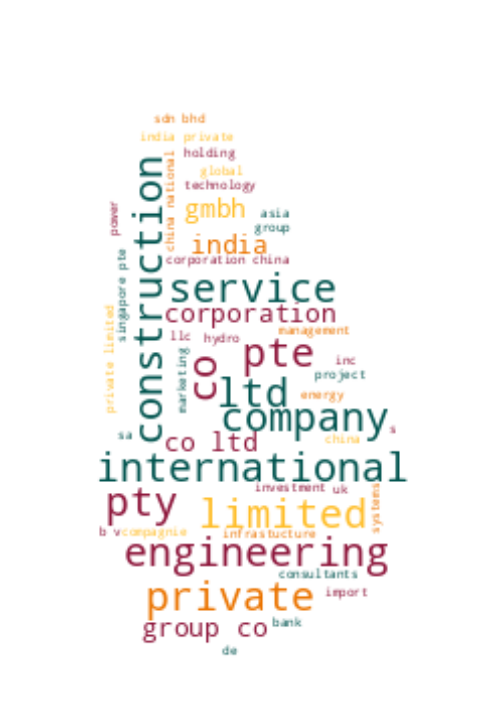 sdn bhd
india private
holding
china national
global
technology
construction
power
gmbh
asia
group
india
corporation china
singapore pte
service
private limited
corporation
management
llc
hydro
marketing
co
pte
inc
project
ltd
energy
company
s
sa
co ltd
china
international
investment
uk
pty
limited
systems
b v
compagnie
infrastucture
engineering
consultants
private
import
group co
bank
de